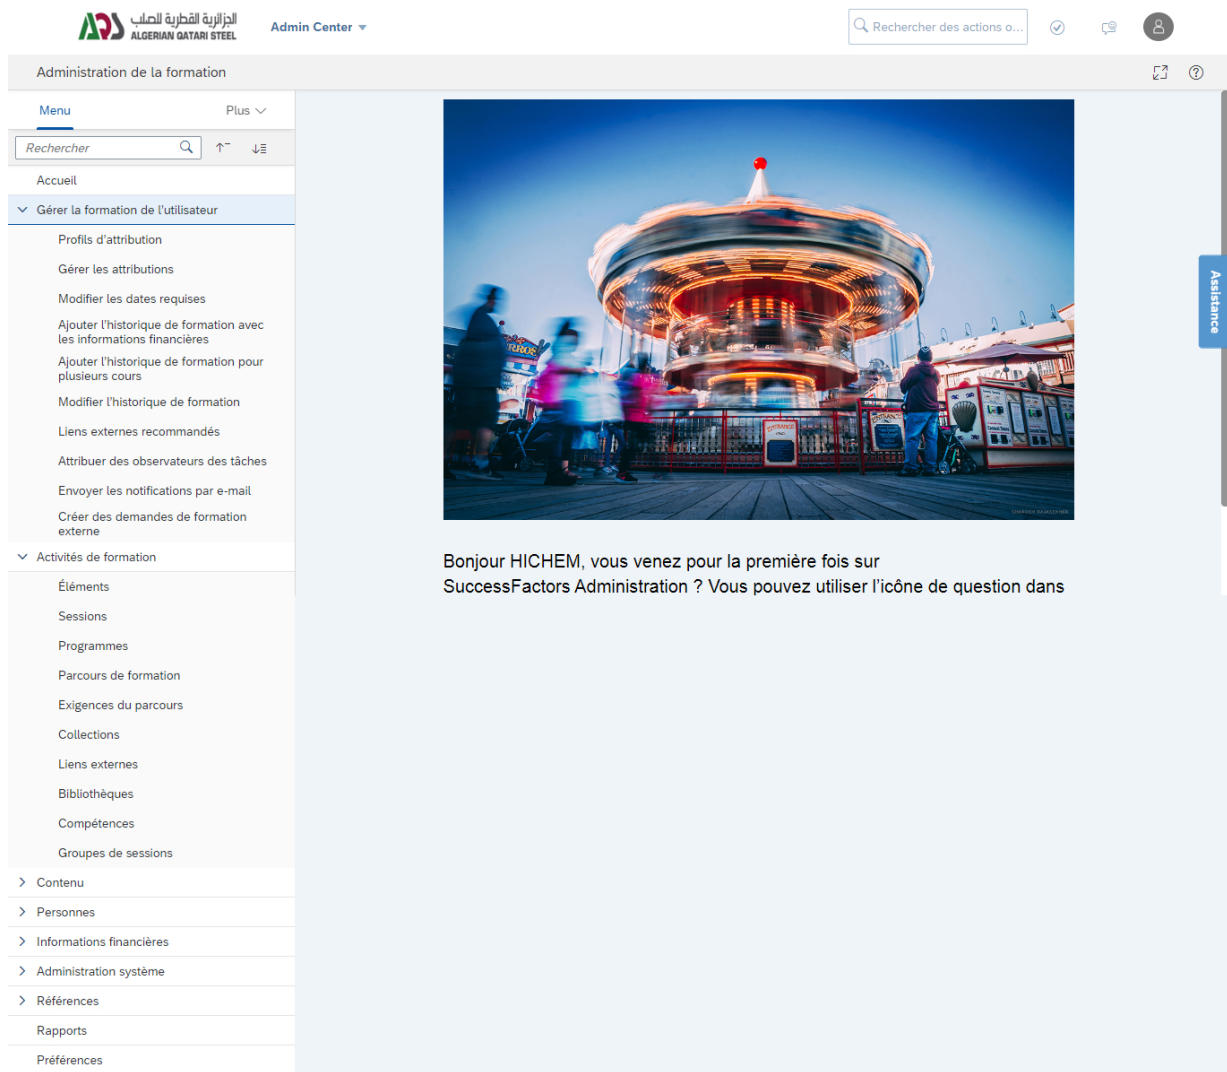 الجزائرية القطرية للصلب
ALGERIAN QATARI STEEL
Admin Center
Rechercher des actions o...
Administration de la formation
Menu
Plus
Rechercher
Accueil
Gérer la formation de l'utilisateur
Profils d'attribution
Gérer les attributions
Modifier les dates requises
Ajouter l'historique de formation avec
les informations financières
Ajouter l'historique de formation pour
plusieurs cours
Modifier l'historique de formation
Liens externes recommandés
Attribuer des observateurs des tâches
Envoyer les notifications par e-mail
Créer des demandes de formation
externe
Activités de formation
Éléments
Sessions
Programmes
Parcours de formation
Exigences du parcours
Collections
Liens externes
Bibliothèques
Compétences
Groupes de sessions
Contenu
Personnes
Informations financières
Administration système
Références
Rapports
Préférences
ENTRANCE
Bonjour HICHEM, vous venez pour la première fois sur
SuccessFactors Administration ? Vous pouvez utiliser l'icône de question dans
Assistance